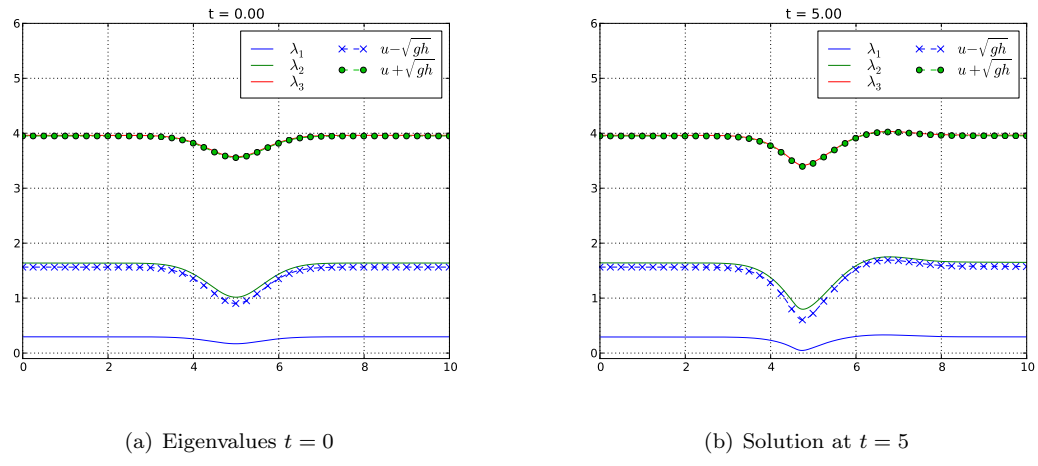 t = 0.00
6
5
4
3
2
1
0
0 2 4 6 8 10
λ₁
λ₂
λ₃
u−√gh
u+√gh
(a) Eigenvalues t = 0
t = 5.00
6
5
4
3
2
1
0
0 2 4 6 8 10
λ₁
λ₂
λ₃
u−√gh
u+√gh
(b) Solution at t = 5